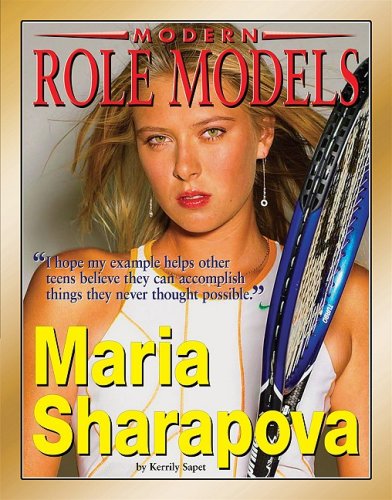 MODERN
ROLE MODELS
“I hope my example helps other
teens believe they can accomplish
things they never thought possible.”
Maria
Sharapova
by Kerrily Sapet